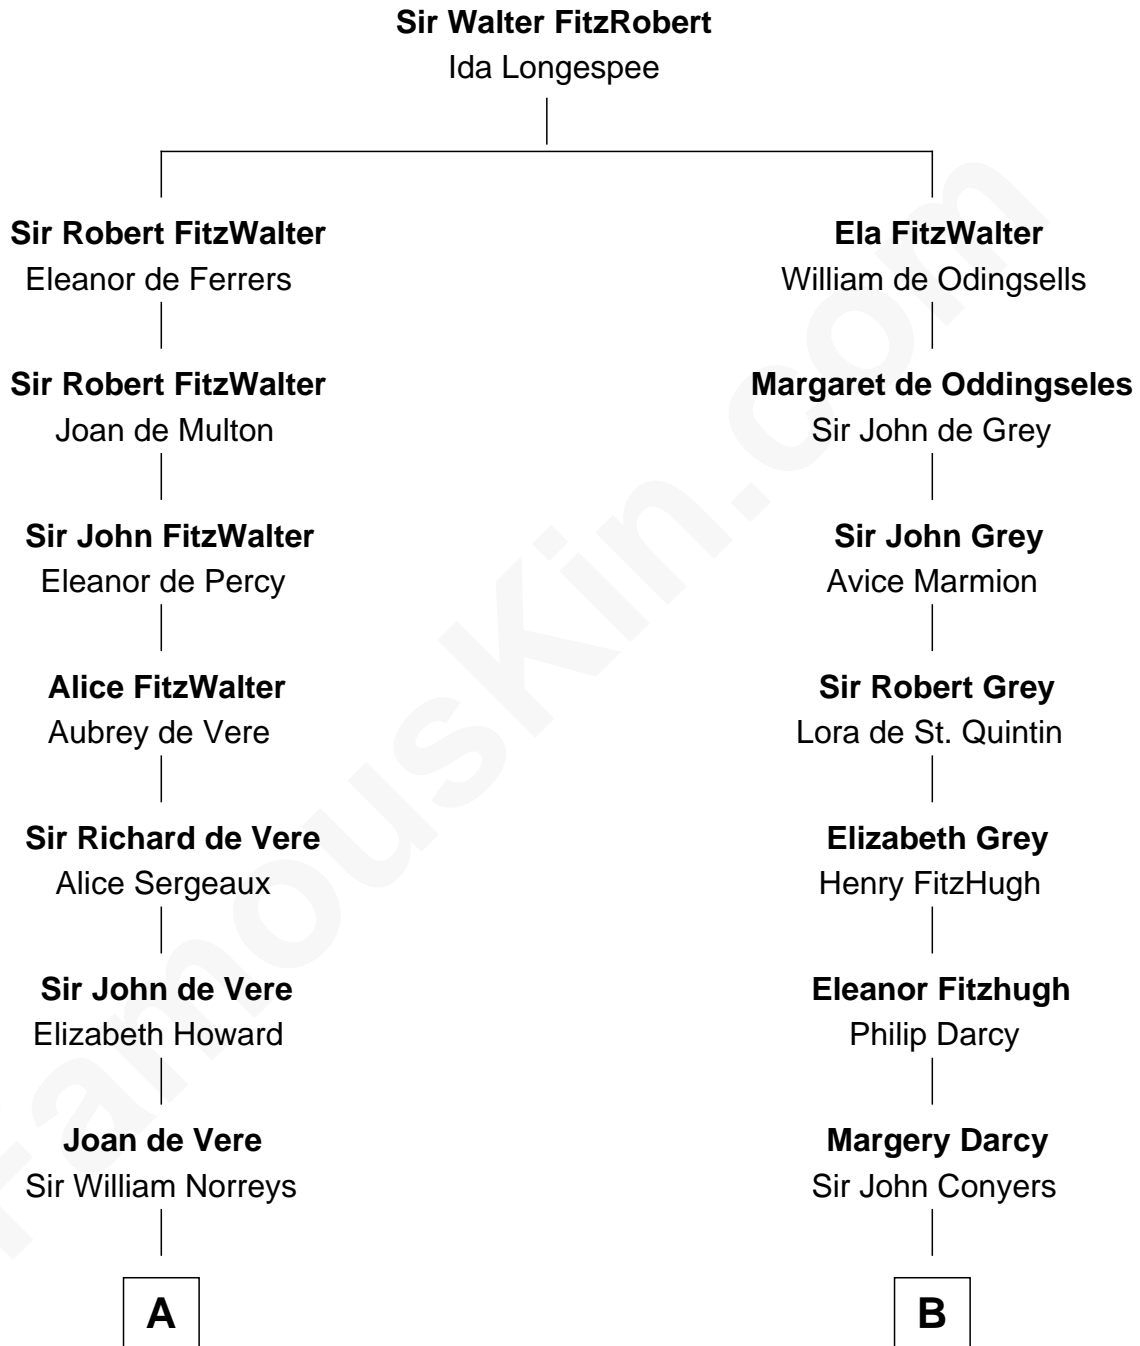 Sir Walter FitzRobert
Ida Longespee
Sir Robert FitzWalter
Eleanor de Ferrers
Ela FitzWalter
William de Odingsells
Sir Robert FitzWalter
Joan de Multon
Margaret de Oddingseles
Sir John de Grey
Sir John FitzWalter
Eleanor de Percy
Sir John Grey
Avice Marmion
Alice FitzWalter
Aubrey de Vere
Sir Robert Grey
Lora de St. Quintin
Sir Richard de Vere
Alice Sergeaux
Elizabeth Grey
Henry FitzHugh
Sir John de Vere
Elizabeth Howard
Eleanor Fitzhugh
Philip Darcy
Joan de Vere
Sir William Norreys
Margery Darcy
Sir John Conyers
A
B
FamousKin.com